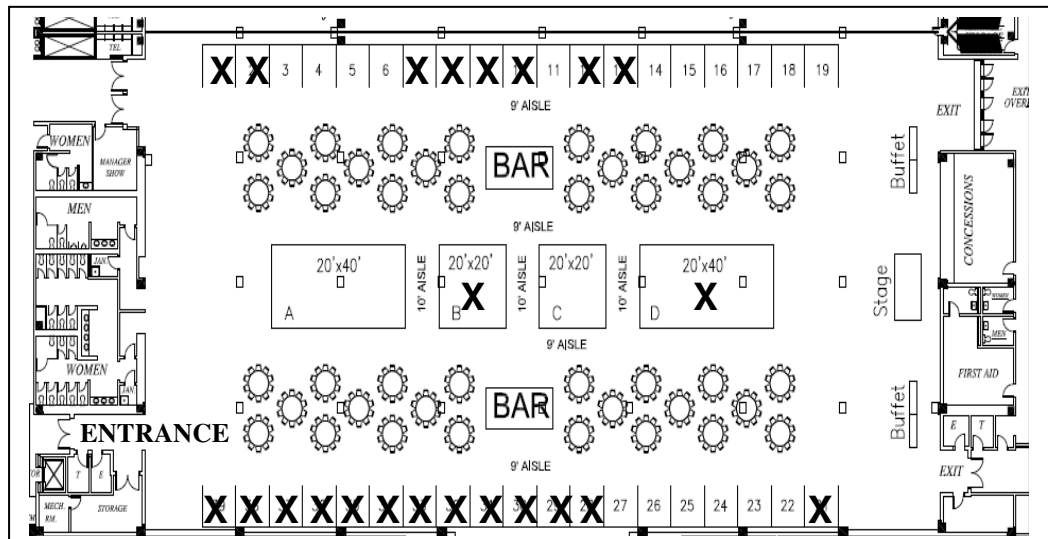 TEL
EXIT
EXIT
X X 3 4 5 6 X X X X 11 X X 14 15 16 17 18 19
9' AISLE
WOMEN
MANAGER
SHOW
BAR
Buffet
MEN
CONCESSIONS
9' AISLE
JAN.
20'x40'
20'x20'
20'x20'
20'x40'
10' AISLE
10' AISLE
10' AISLE
X
X
A
B
C
D
Stage
WOMEN
MEN
9' AISLE
WOMEN
JAN.
FIRST AID
BAR
Buffet
ENTRANCE
E
T
T
E
9' AISLE
EXIT
MECH.
RM.
STORAGE
X X X X X X X X X X X X 27 26 25 24 23 22 X